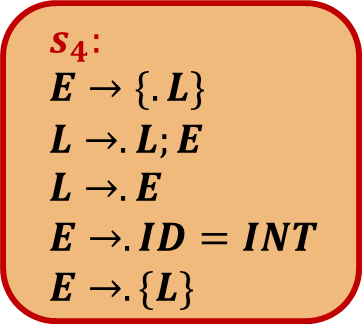 s₄:
E → {. L}
L →. L; E
L →. E
E →. ID = INT
E →. {L}